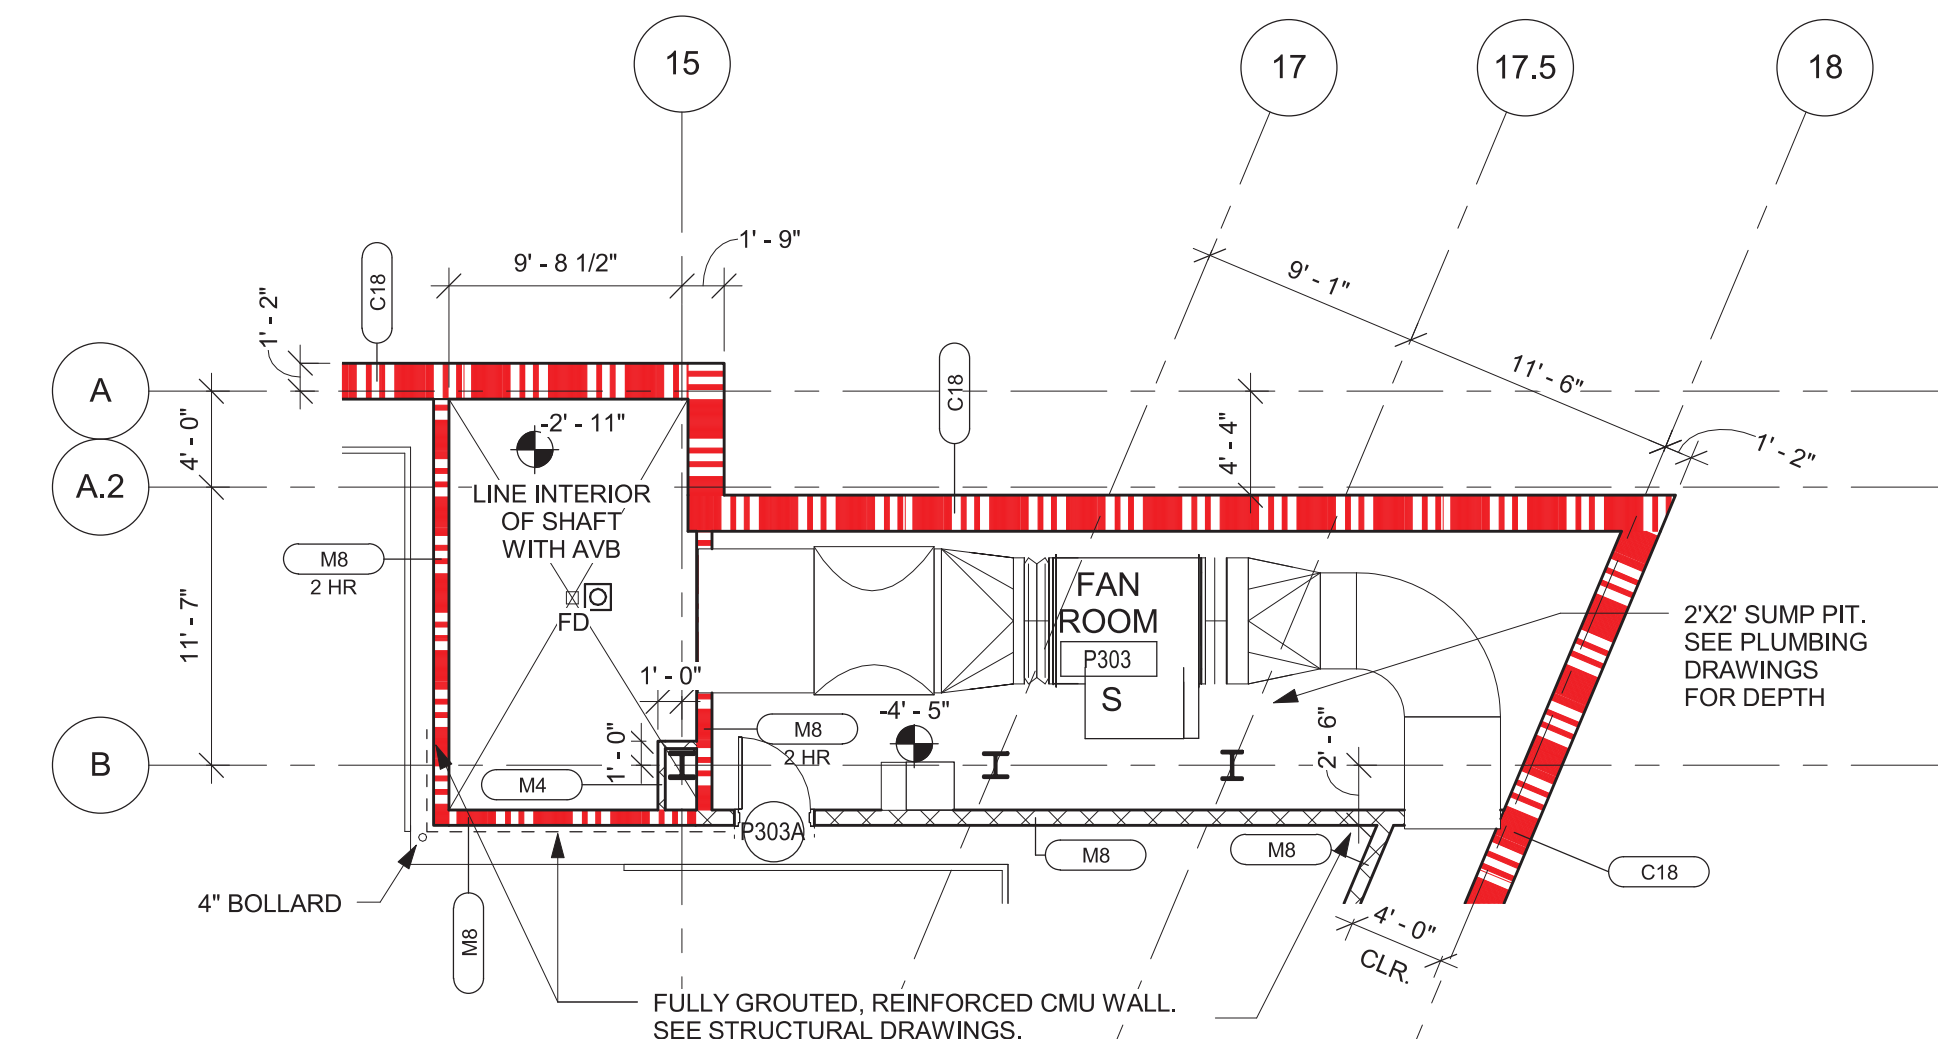 15
17
17.5
18
1' - 9"
9' - 8 1/2"
C18
1' - 2"
9' - 1"
11' - 6"
1' - 2"
A
4' - 0"
A.2
-2' - 11"
C18
4' - 4"
LINE INTERIOR
OF SHAFT
WITH AVB
M8
2 HR
FD
11' - 7"
FAN
ROOM
P303
S
2'X2' SUMP PIT.
SEE PLUMBING
DRAWINGS
FOR DEPTH
1' - 0"
-4' - 5"
M8
2 HR
1' - 0"
2' - 6"
B
M4
P303A
M8
M8
C18
4" BOLLARD
M8
4' - 0"
CLR.
FULLY GROUTED, REINFORCED CMU WALL.
SEE STRUCTURAL DRAWINGS.